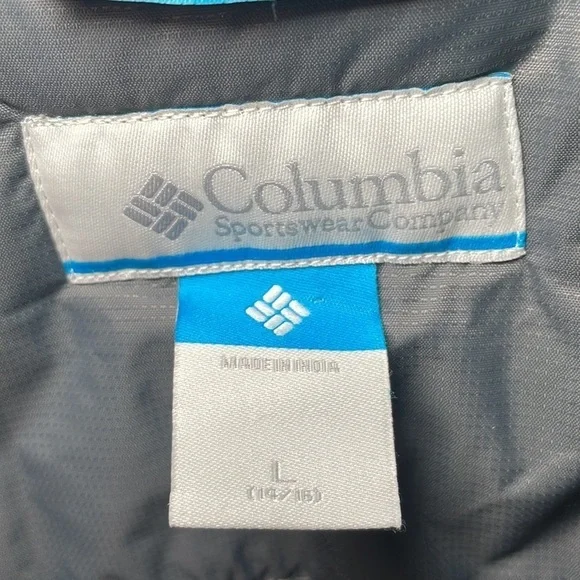 Columbia
Sportswear Company
MADE IN INDIA
L
(14/16)